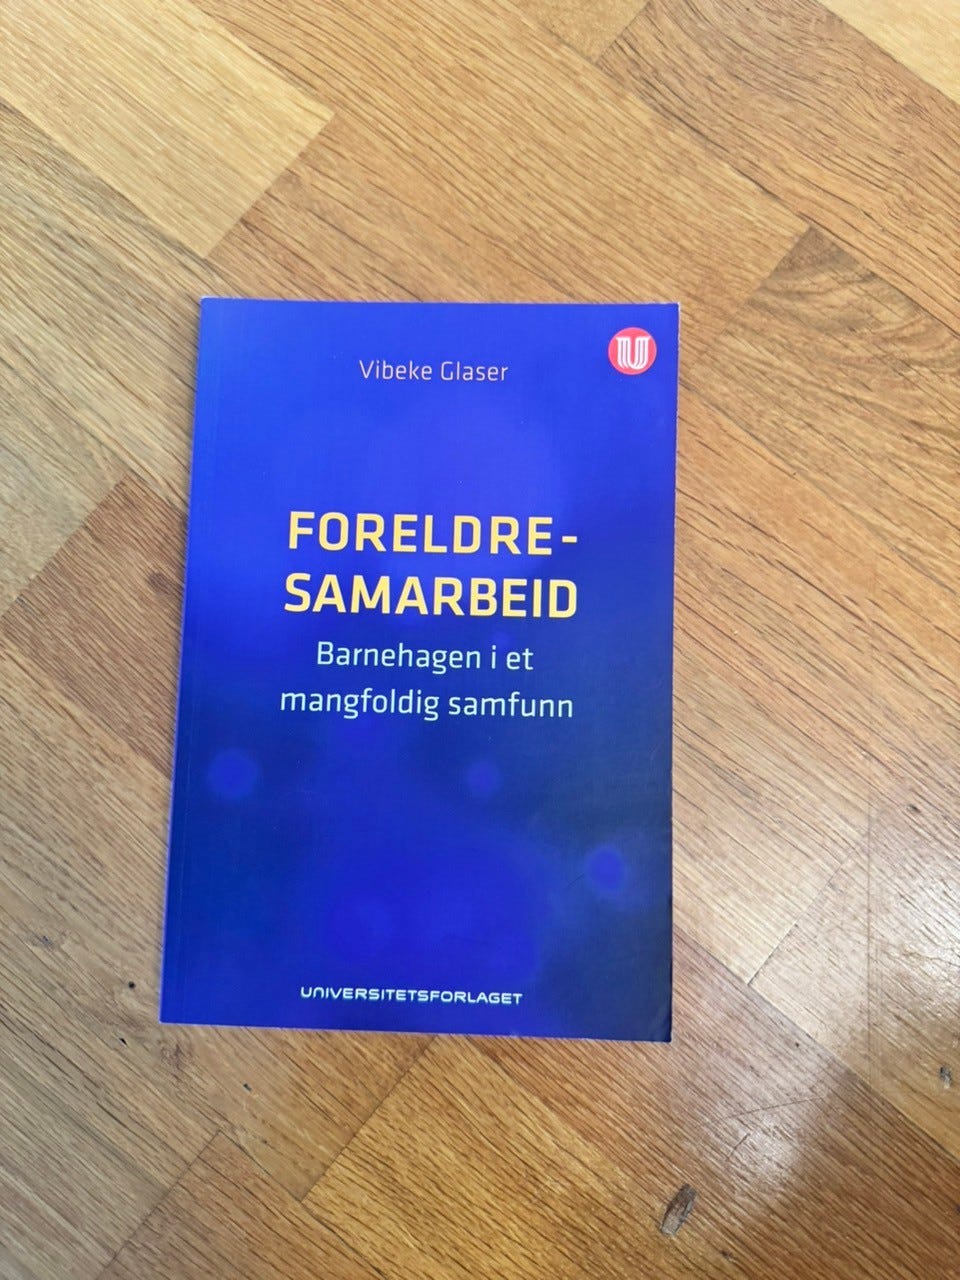 Vibeke Glaser
U
FORELDRE-
SAMARBEID
Barnehagen i et
mangfoldig samfunn
UNIVERSITETSFORLAGET